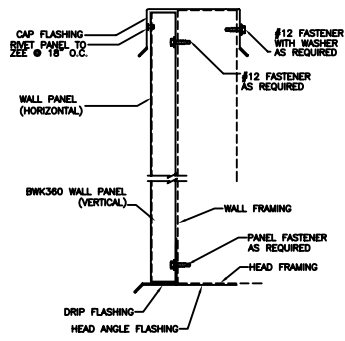 CAP FLASHING
RIVET PANEL TO
ZEE @ 18" O.C.
#12 FASTENER
WITH WASHER
AS REQUIRED
#12 FASTENER
AS REQUIRED
WALL PANEL
(HORIZONTAL)
BWK360 WALL PANEL
(VERTICAL)
WALL FRAMING
PANEL FASTENER
AS REQUIRED
HEAD FRAMING
DRIP FLASHING
HEAD ANGLE FLASHING